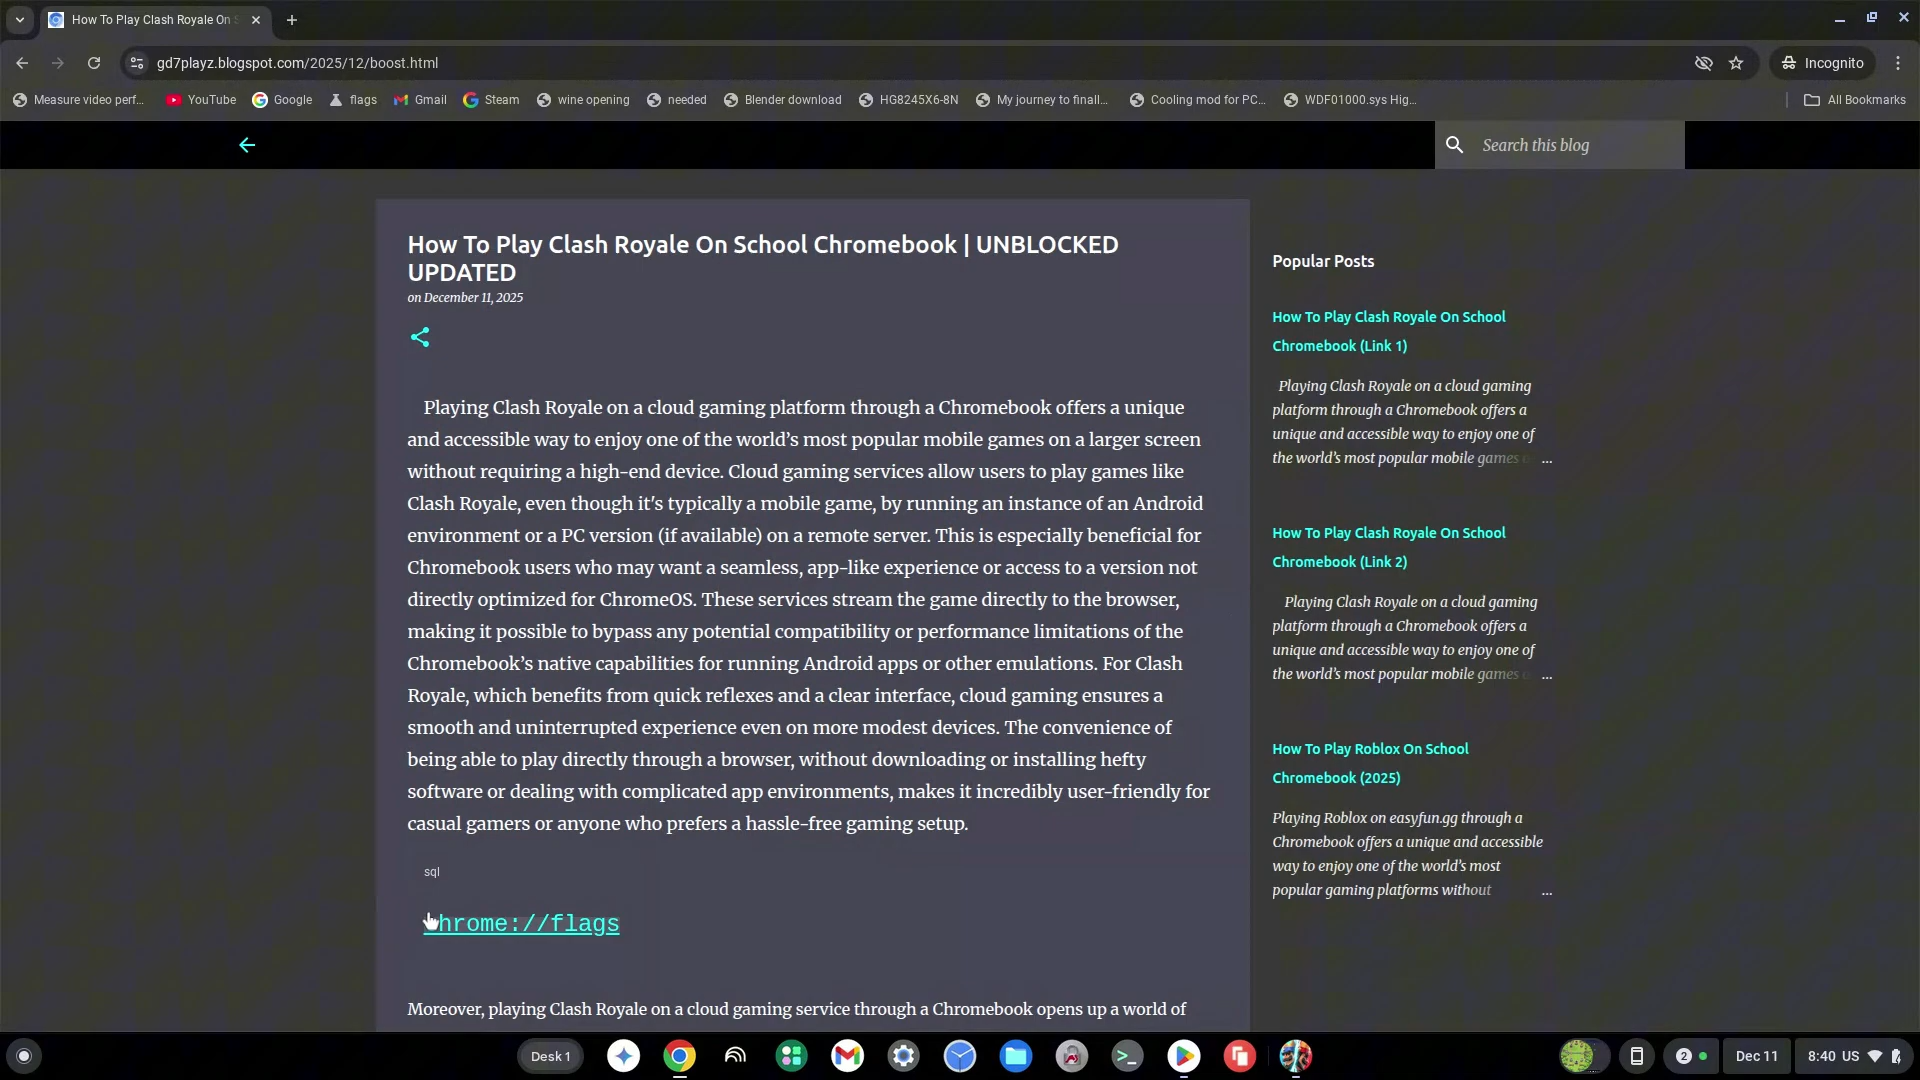 How To Play Clash Royale On S
gd7playz.blogspot.com/2025/12/boost.html
Incognito
Measure video perf...
YouTube
Google
flags
Gmail
Steam
wine opening
needed
Blender download
HG8245X6-8N
My journey to finall...
Cooling mod for PC...
WDF01000.sys Hig...
All Bookmarks
Search this blog
How To Play Clash Royale On School Chromebook | UNBLOCKED
UPDATED
on December 11, 2025
Playing Clash Royale on a cloud gaming platform through a Chromebook offers a unique
and accessible way to enjoy one of the world’s most popular mobile games on a larger screen
without requiring a high-end device. Cloud gaming services allow users to play games like
Clash Royale, even though it's typically a mobile game, by running an instance of an Android
environment or a PC version (if available) on a remote server. This is especially beneficial for
Chromebook users who may want a seamless, app-like experience or access to a version not
directly optimized for ChromeOS. These services stream the game directly to the browser,
making it possible to bypass any potential compatibility or performance limitations of the
Chromebook’s native capabilities for running Android apps or other emulations. For Clash
Royale, which benefits from quick reflexes and a clear interface, cloud gaming ensures a
smooth and uninterrupted experience even on more modest devices. The convenience of
being able to play directly through a browser, without downloading or installing hefty
software or dealing with complicated app environments, makes it incredibly user-friendly for
casual gamers or anyone who prefers a hassle-free gaming setup.
sql
chrome://flags
Moreover, playing Clash Royale on a cloud gaming service through a Chromebook opens up a world of
Popular Posts
How To Play Clash Royale On School
Chromebook (Link 1)
Playing Clash Royale on a cloud gaming
platform through a Chromebook offers a
unique and accessible way to enjoy one of
the world’s most popular mobile games o ...
How To Play Clash Royale On School
Chromebook (Link 2)
Playing Clash Royale on a cloud gaming
platform through a Chromebook offers a
unique and accessible way to enjoy one of
the world’s most popular mobile games o ...
How To Play Roblox On School
Chromebook (2025)
Playing Roblox on easyfun.gg through a
Chromebook offers a unique and accessible
way to enjoy one of the world’s most
popular gaming platforms without ...
Desk 1
2
Dec 11
8:40 US